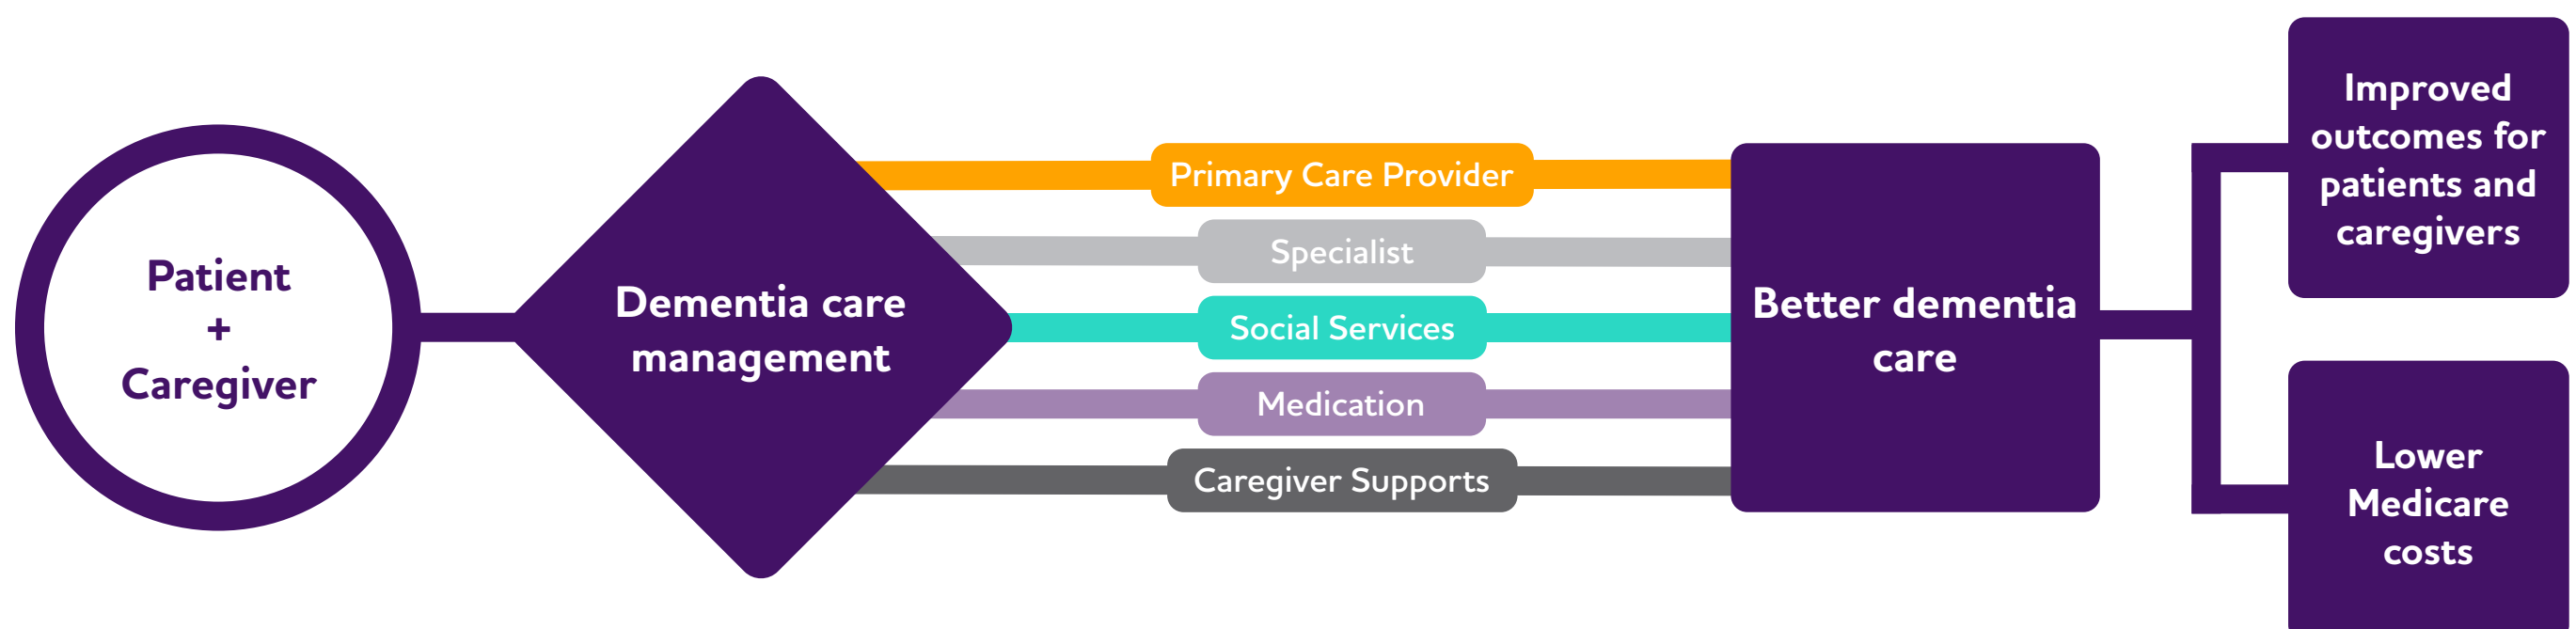 Patient
+
Caregiver
Dementia care
management
Primary Care Provider
Specialist
Social Services
Medication
Caregiver Supports
Better dementia
care
Improved
outcomes for
patients and
caregivers
Lower
Medicare
costs